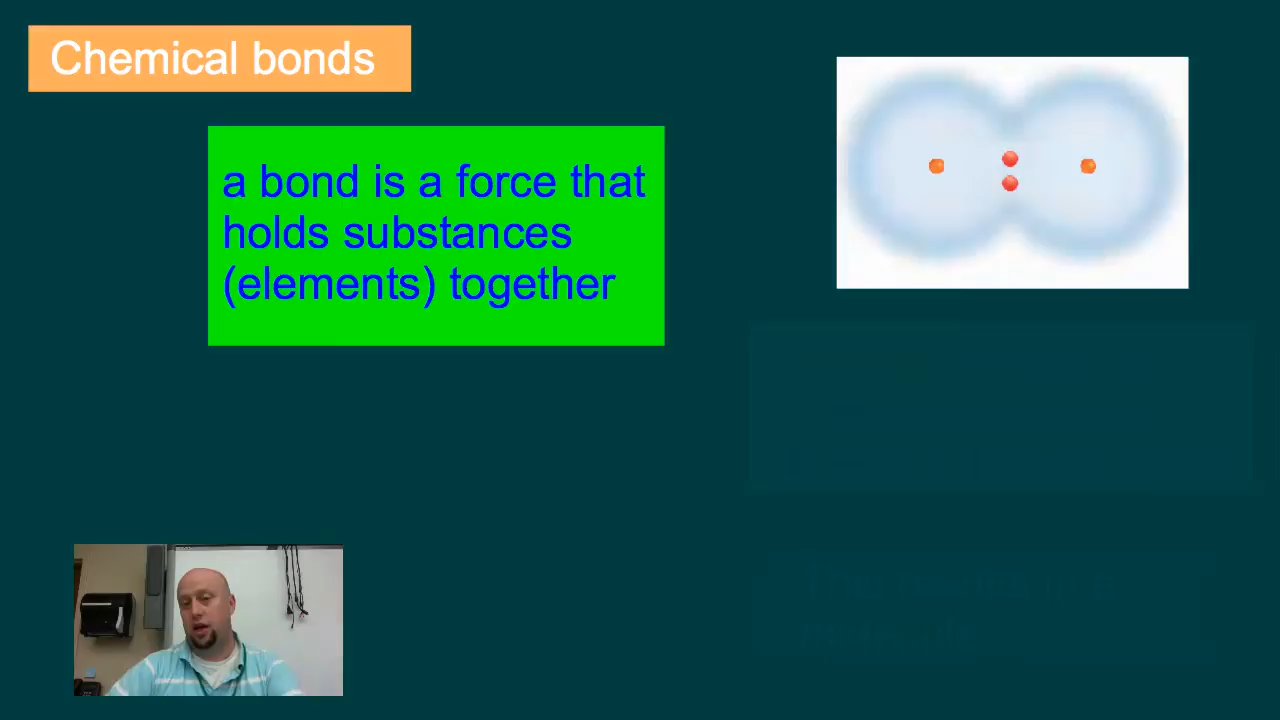 Chemical bonds
a bond is a force that
holds substances
(elements) together